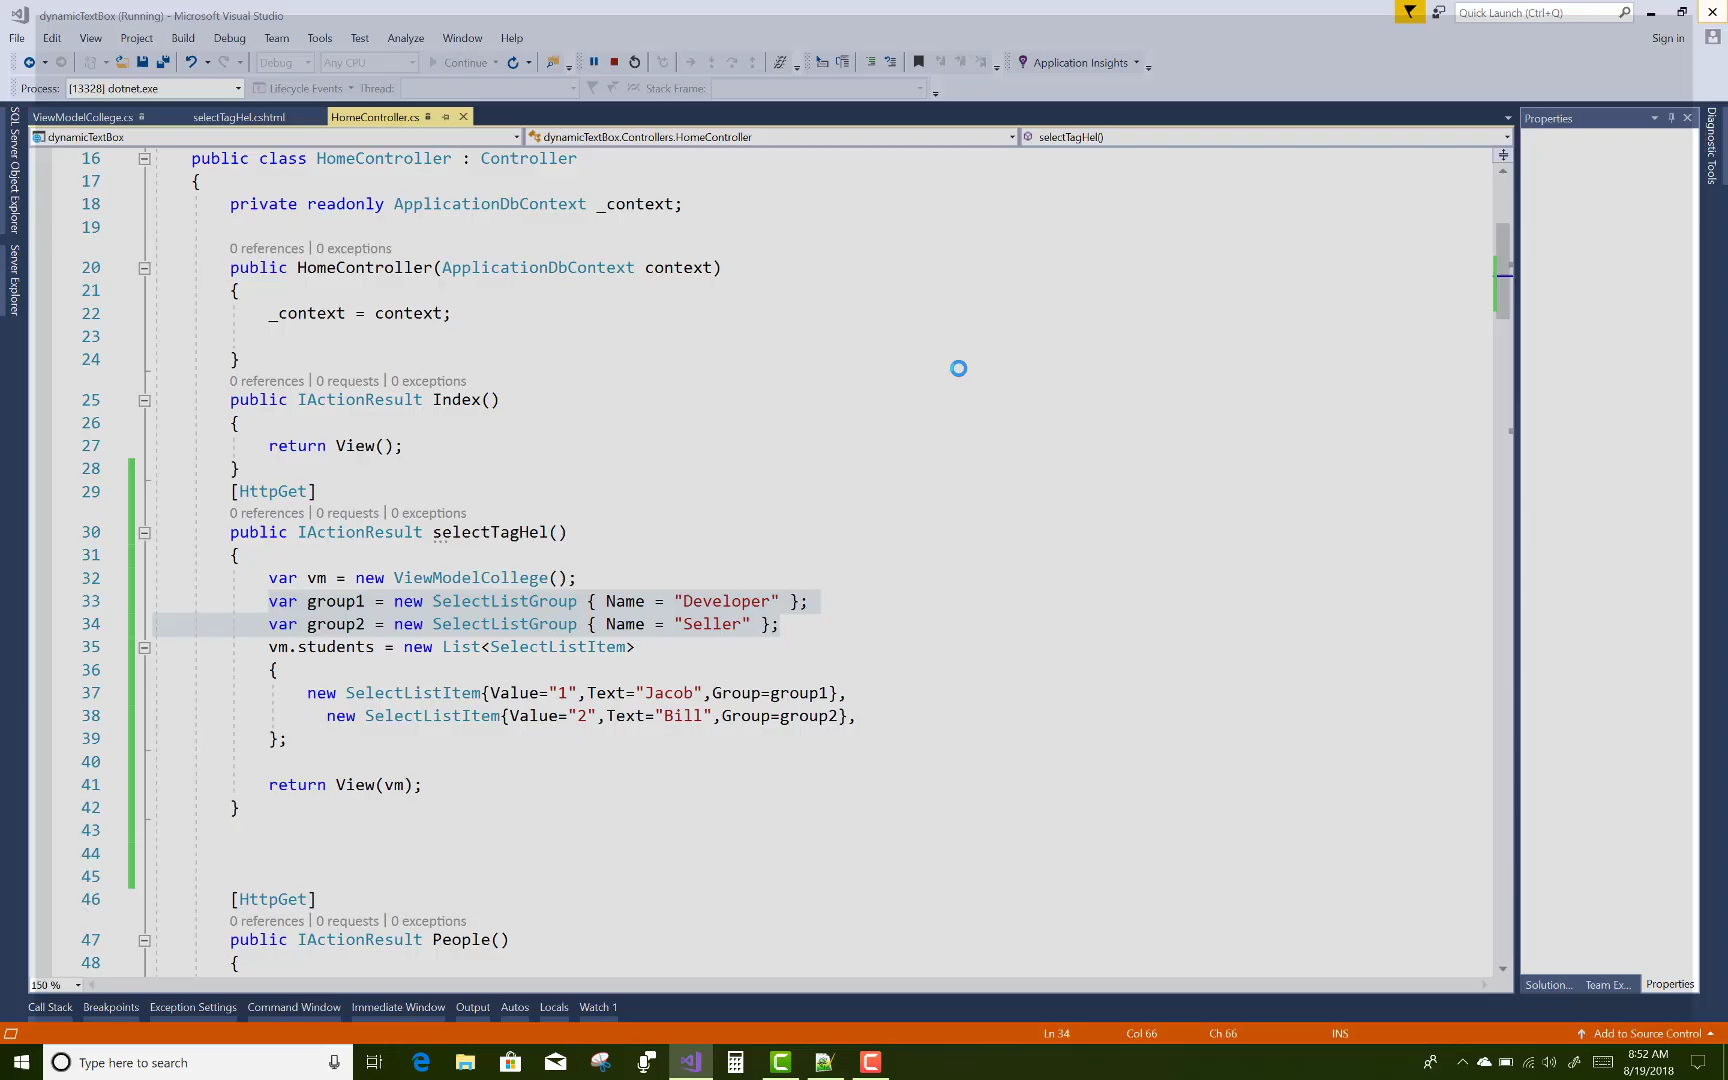 dynamicTextBox (Running) - Microsoft Visual Studio
Quick Launch (Ctrl+Q)
File Edit View Project Build Debug Team Tools Test Analyze Window Help
Sign in
Debug Any CPU Continue Application Insights
Process: [13328] dotnet.exe Lifecycle Events Thread: Stack Frame:
ViewModelCollege.cs selectTagHel.cshtml HomeController.cs
Properties
dynamicTextBox dynamicTextBox.Controllers.HomeController selectTagHel()
SQL Server Object Explorer
Server Explorer
Diagnostic Tools
16 public class HomeController : Controller
17 {
18 private readonly ApplicationDbContext _context;
19
0 references | 0 exceptions
20 public HomeController(ApplicationDbContext context)
21 {
22 _context = context;
23
24 }
0 references | 0 requests | 0 exceptions
25 public IActionResult Index()
26 {
27 return View();
28 }
29 [HttpGet]
0 references | 0 requests | 0 exceptions
30 public IActionResult selectTagHel()
31 {
32 var vm = new ViewModelCollege();
33 var group1 = new SelectListGroup { Name = "Developer" };
34 var group2 = new SelectListGroup { Name = "Seller" };
35 vm.students = new List<SelectListItem>
36 {
37 new SelectListItem{Value="1",Text="Jacob",Group=group1},
38 new SelectListItem{Value="2",Text="Bill",Group=group2},
39 };
40
41 return View(vm);
42 }
43
44
45
46 [HttpGet]
0 references | 0 requests | 0 exceptions
47 public IActionResult People()
48 {
150 %
Solution... Team Ex... Properties
Call Stack Breakpoints Exception Settings Command Window Immediate Window Output Autos Locals Watch 1
Ln 34 Col 66 Ch 66 INS Add to Source Control
Type here to search
8:52 AM
8/19/2018